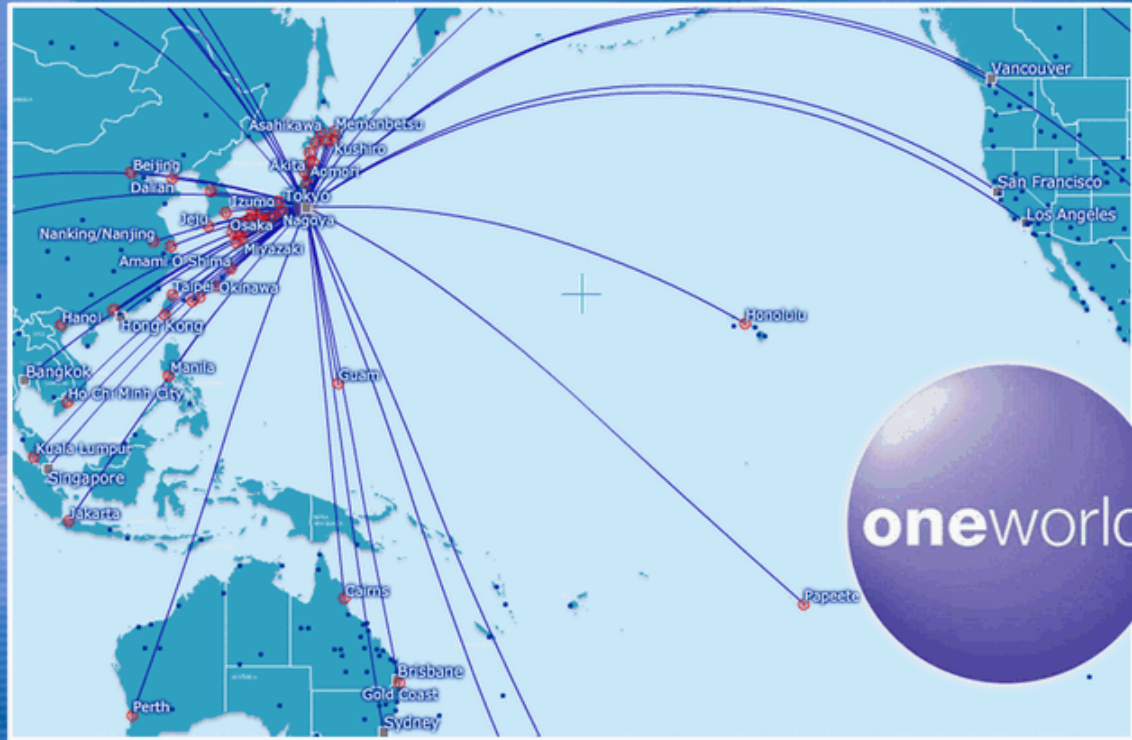 Vancouver
Asahikawa
Memanbetsu
Kushiro
Akita
Aomori
Beijing
Dalian
San Francisco
Izumo
Tokyo
Los Angeles
Jeju
Osaka
Nagoya
Nanking/Nanjing
Miyazaki
Amami O Shima
Taipei
Okinawa
Hanoi
Hong Kong
Honolulu
Bangkok
Manila
Guam
Ho Chi Minh City
Kuala Lumpur
Singapore
Jakarta
oneworld
Cairns
Papeete
Brisbane
Gold Coast
Perth
Sydney